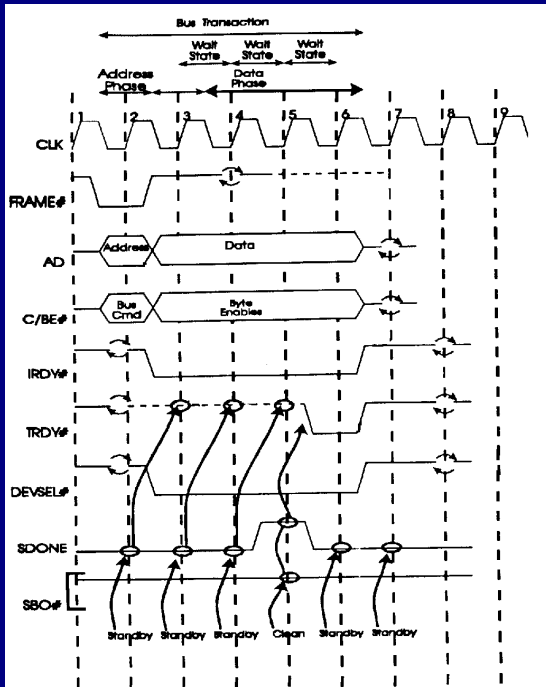 Bus Transaction
Wait State
Wait State
Wait State
Address Phase
Data Phase
CLK
1 2 3 4 5 6 7 8 9
FRAME#
AD
Address
Data
C/BE#
Bus Cmd
Byte Enables
IRDY#
TRDY#
DEVSEL#
SDONE
SBO#
Standby Standby Standby Clean Standby Standby